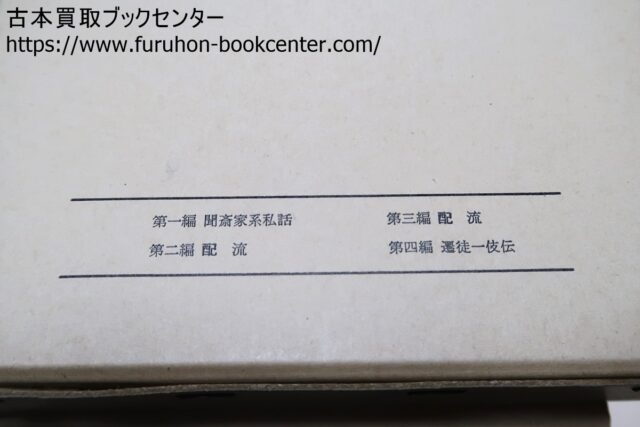 古本買取ブックセンター
https://www.furuhon-bookcenter.com/
第一編 聞斎家系私話
第二編 配 流
第三編 配 流
第四編 遷徒一伎伝